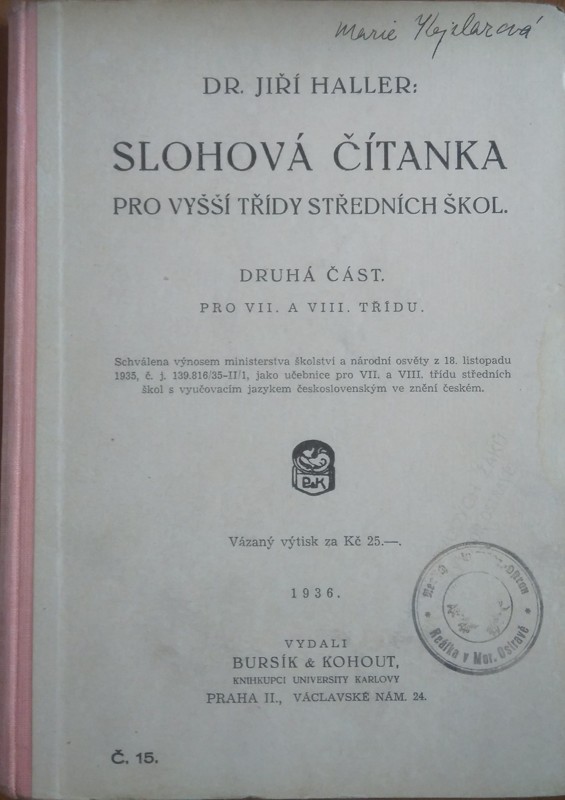 Marie
DR. JIŘÍ HALLER:
SLOHOVÁ ČÍTANKA
PRO VYŠŠÍ TŘÍDY STŘEDNÍCH ŠKOL.
DRUHÁ ČÁST.
PRO VII. A VIII. TŘÍDU.
Schválena výnosem ministerstva školství a národní osvěty z 18. listopadu
1935, č. j. 139.816/35-II/1, jako učebnice pro VII. a VIII. třídu středních
škol s vyučovacím jazykem československým ve znění českém.
B&K
Vázaný výtisk za Kč 25.—.
1936.
Reálka v Mor. Ostravě
VYDALI
BURSÍK & KOHOUT,
KNIHKUPCI UNIVERSITY KARLOVY
PRAHA II., VÁCLAVSKÉ NÁM. 24.
Č. 15.